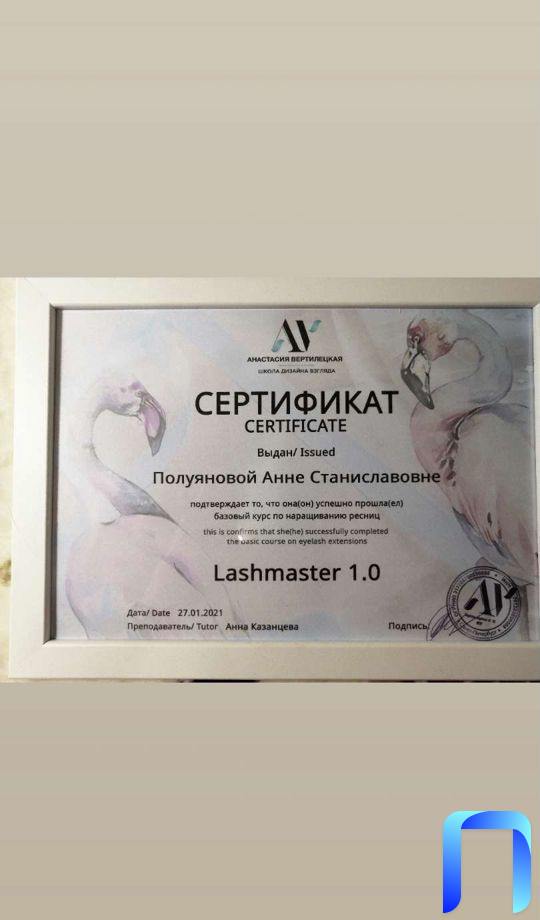 АНАСТАСИЯ ВЕРТИЛЕЦКАЯ
ШКОЛА ДИЗАЙНА ВЗГЛЯДА
СЕРТИФИКАТ
CERTIFICATE
Выдан/ Issued
Полуяновой Анне Станиславовне
подтверждает то, что она(он) успешно прошла(ел)
базовый курс по наращиванию ресниц
this is confirms that she(he) successfully completed
the basic course on eyelash extensions
Lashmaster 1.0
Дата/ Date 27.01.2021
Преподаватель/ Tutor Анна Казанцева
Подпись